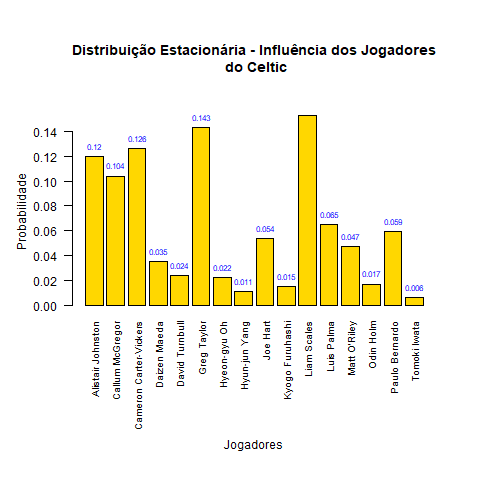 Distribuição Estacionária - Influência dos Jogadores
do Celtic
Probabilidade
0.14
0.12
0.10
0.08
0.06
0.04
0.02
0.00
0.12
0.104
0.126
0.035
0.024
0.143
0.022
0.011
0.054
0.015
0.065
0.047
0.017
0.059
0.006
Alistair Johnston
Callum McGregor
Cameron Carter-Vickers
Daizen Maeda
David Turnbull
Greg Taylor
Hyeon-gyu Oh
Hyun-jun Yang
Joe Hart
Kyogo Furuhashi
Liam Scales
Luis Palma
Matt O'Riley
Odin Holm
Paulo Bernardo
Tomoki Iwata
Jogadores